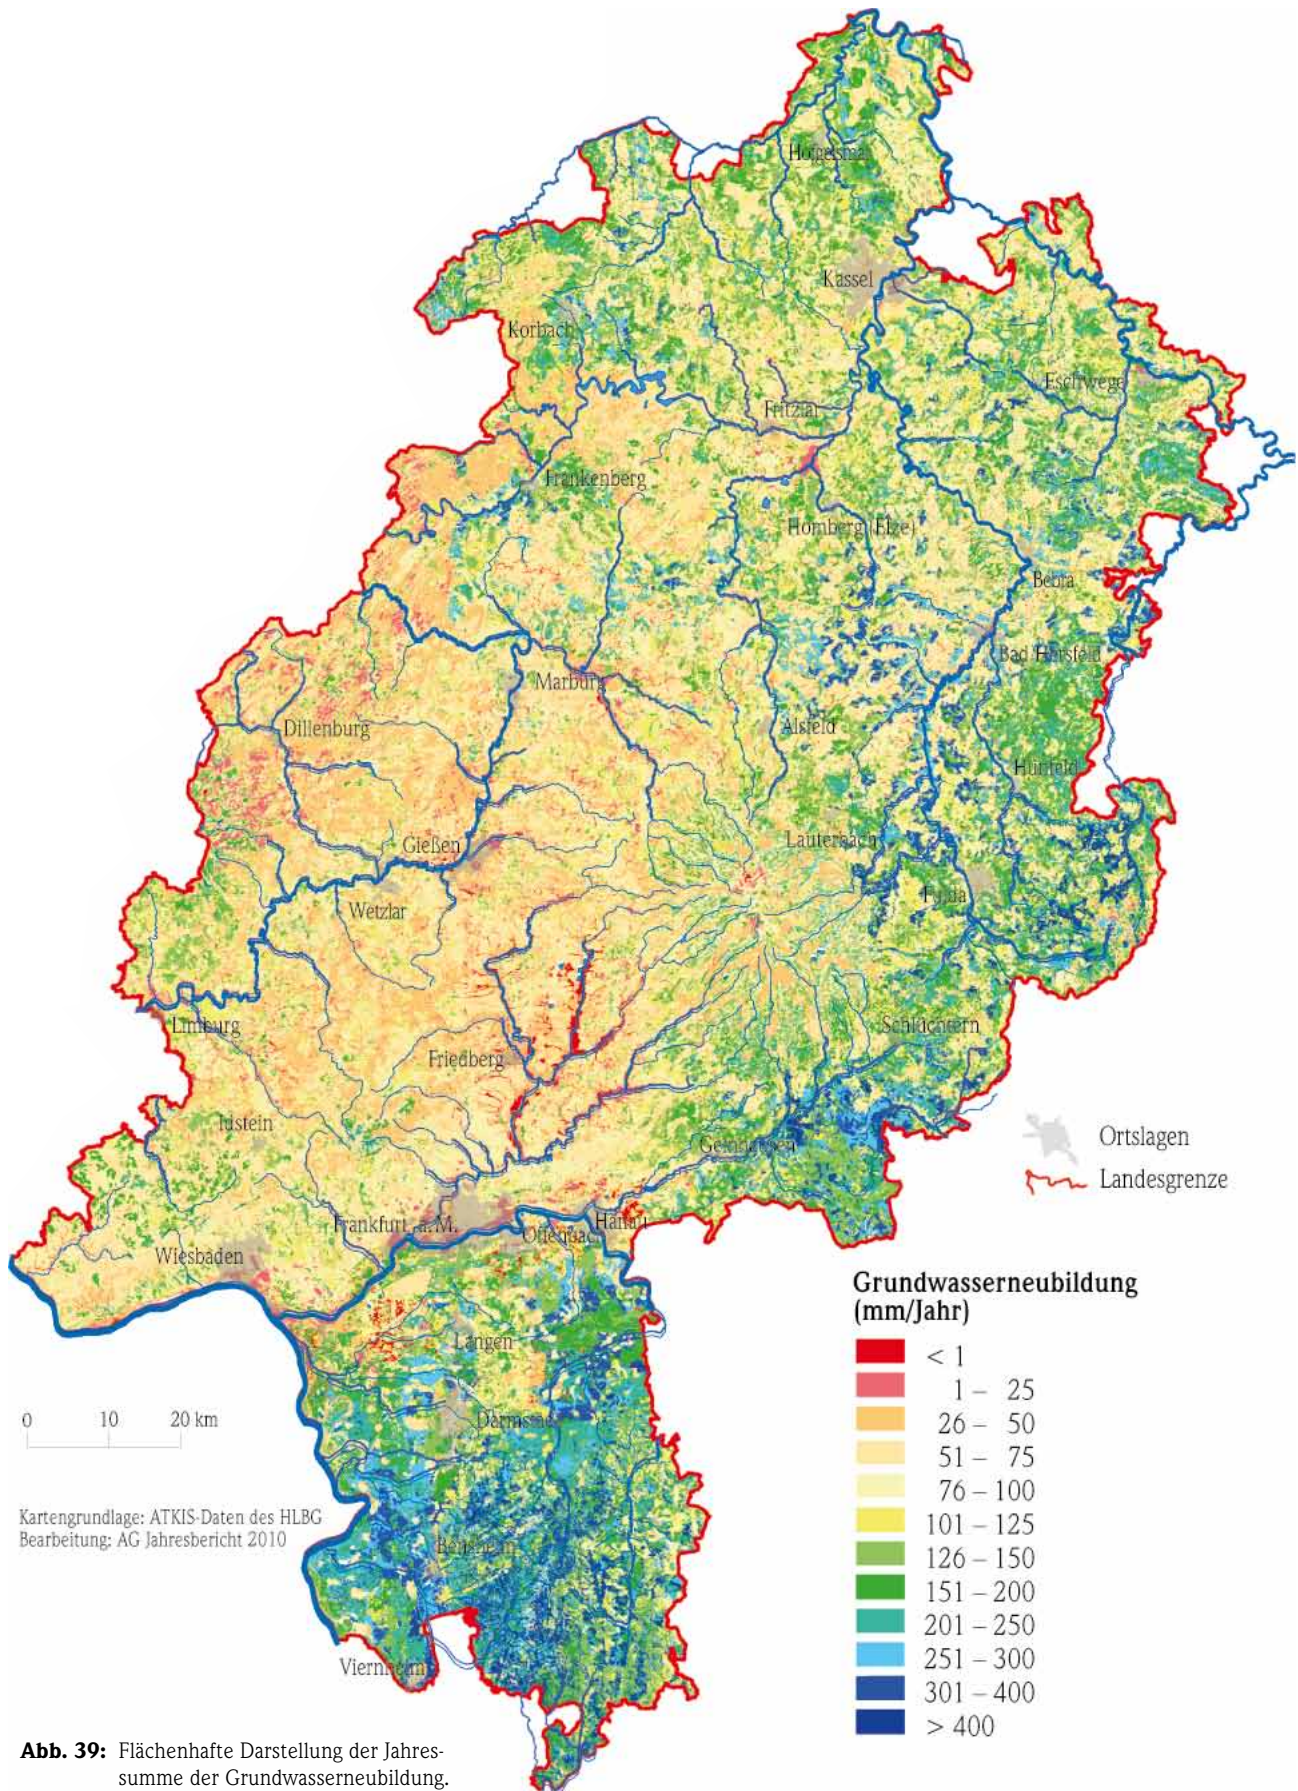 Hofgeismar
Kassel
Korbach
Eschwege
Fritzlar
Frankenberg
Homberg (Efze)
Bebra
Bad Hersfeld
Marburg
Alsfeld
Dillenburg
Hünfeld
Lauterbach
Gießen
Fulda
Wetzlar
Limburg
Schlüchtern
Friedberg
Idstein
Gelnhausen
Ortslagen
Landesgrenze
Frankfurt a. M.
Hanau
Offenbach
Wiesbaden
Langen
Darmstadt
Bensheim
Viernheim
Grundwasserneubildung
(mm/Jahr)
< 1
1 – 25
26 – 50
51 – 75
76 – 100
101 – 125
126 – 150
151 – 200
201 – 250
251 – 300
301 – 400
> 400
0 10 20 km
Kartengrundlage: ATKIS-Daten des HLBG
Bearbeitung: AG Jahresbericht 2010
Abb. 39: Flächenhafte Darstellung der Jahres-
summe der Grundwasserneubildung.